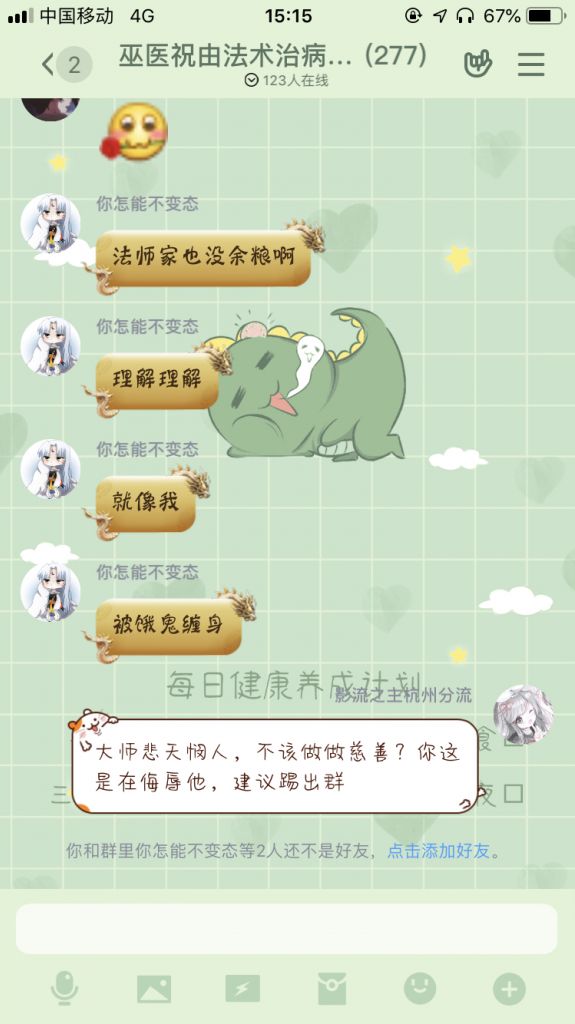 中国移动 4G 15:15 67%
2 巫医祝由法术治病... (277)
123人在线
你怎能不变态
法师家也没余粮啊
你怎能不变态
理解理解
你怎能不变态
就像我
你怎能不变态
被饿鬼缠身
每日健康养成计划
影流之主杭州分流
大师悲天悯人，不该做做慈善？你这
是在侮辱他，建议踢出群
你和群里你怎能不变态等2人还不是好友，点击添加好友。